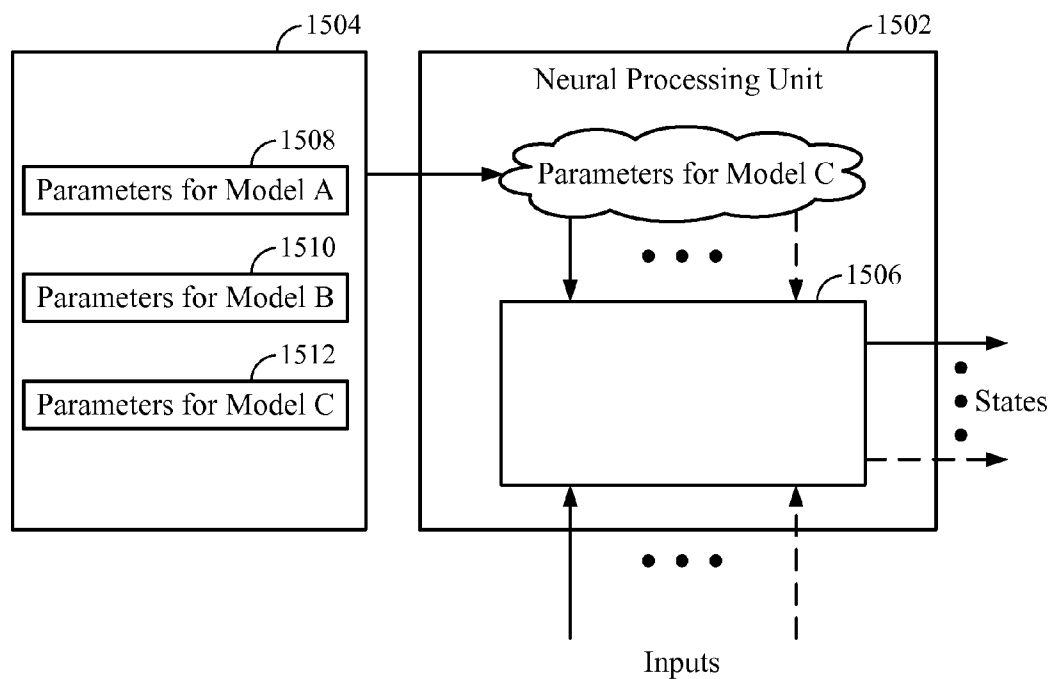 1504
1502
Neural Processing Unit
1508
Parameters for Model A
Parameters for Model C
1510
Parameters for Model B
1506
1512
Parameters for Model C
States
Inputs